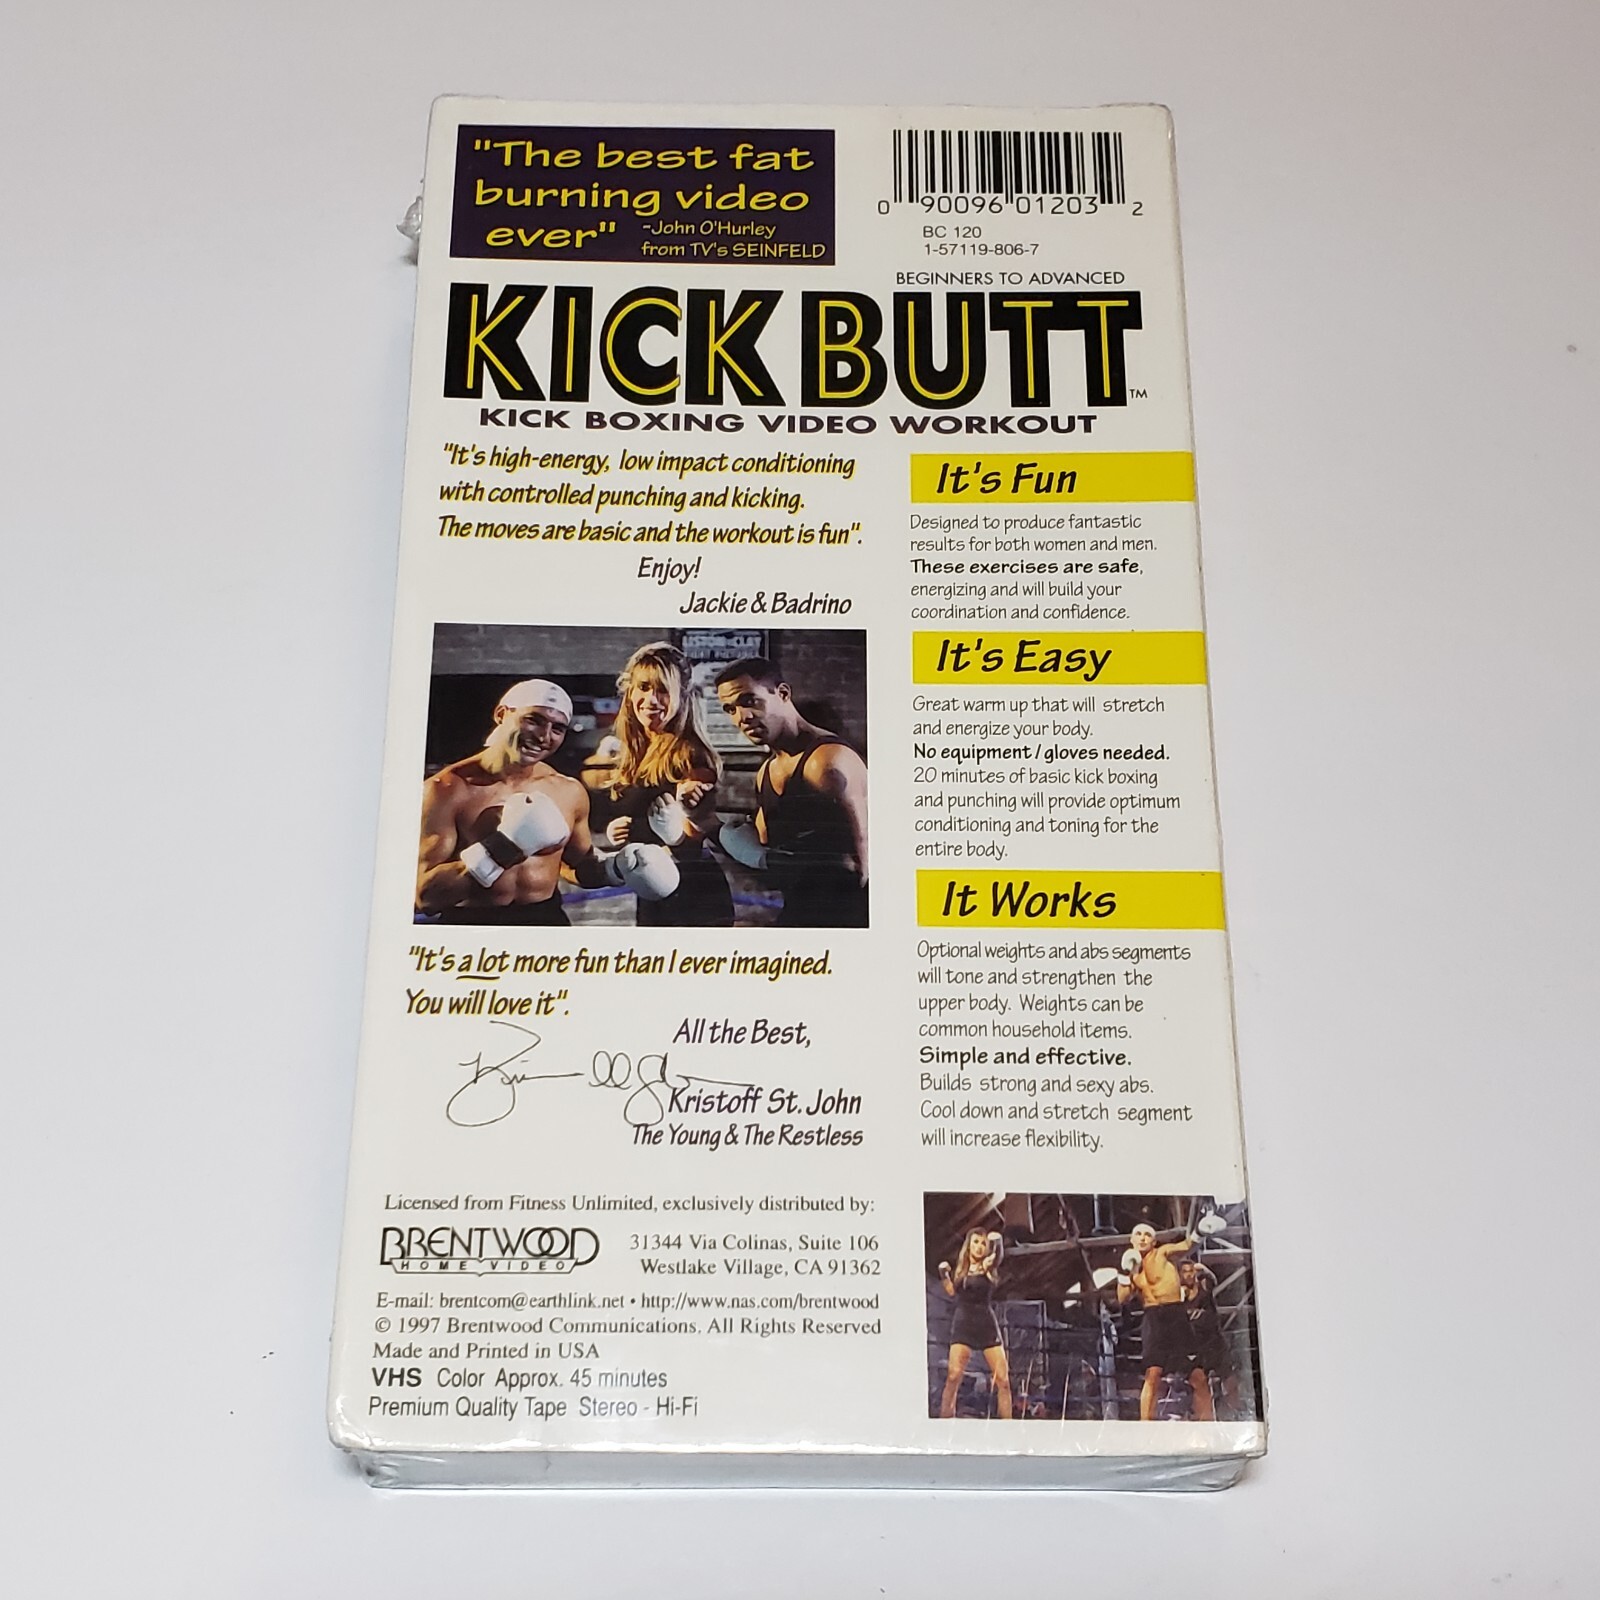 "The best fat
burning video
ever"
-John O'Hurley
from TV's SEINFELD
0 90096 01203 2
BC 120
1-57119-806-7
BEGINNERS TO ADVANCED
KICK BUTT™
KICK BOXING VIDEO WORKOUT
"It's high-energy, low impact conditioning
with controlled punching and kicking.
The moves are basic and the workout is fun".
Enjoy!
Jackie & Badrino
"It's a lot more fun than I ever imagined.
You will love it".
All the Best,
Kristoff St. John
The Young & The Restless
It's Fun
Designed to produce fantastic
results for both women and men.
These exercises are safe,
energizing and will build your
coordination and confidence.
It's Easy
Great warm up that will stretch
and energize your body.
No equipment / gloves needed.
20 minutes of basic kick boxing
and punching will provide optimum
conditioning and toning for the
entire body.
It Works
Optional weights and abs segments
will tone and strengthen the
upper body. Weights can be
common household items.
Simple and effective.
Builds strong and sexy abs.
Cool down and stretch segment
will increase flexibility.
Licensed from Fitness Unlimited, exclusively distributed by:
BRENTWOOD
HOME VIDEO
31344 Via Colinas, Suite 106
Westlake Village, CA 91362
E-mail: brentcom@earthlink.net • http://www.nas.com/brentwood
© 1997 Brentwood Communications. All Rights Reserved
Made and Printed in USA
VHS Color Approx. 45 minutes
Premium Quality Tape Stereo - Hi-Fi